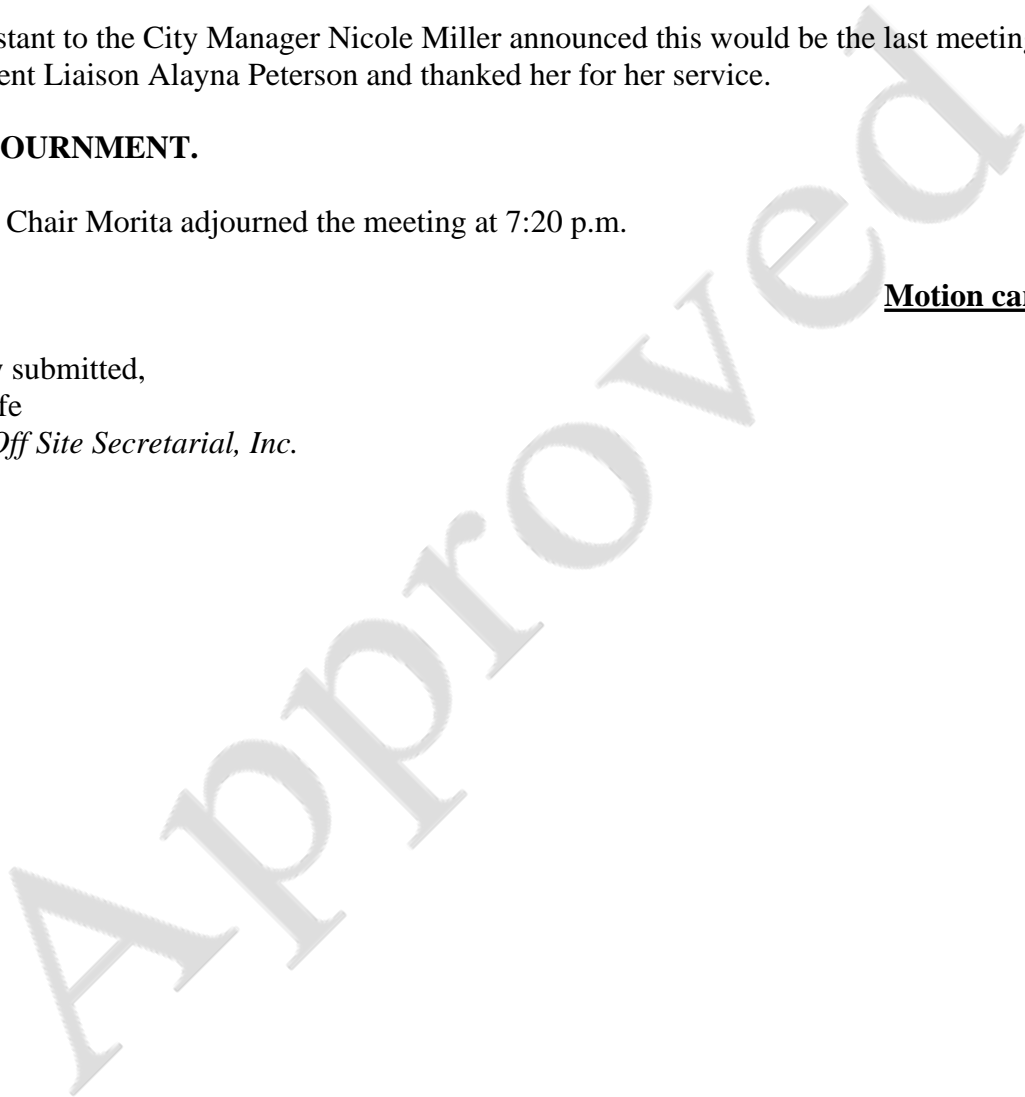 stant to the City Manager Nicole Miller announced this would be the last meeting
ent Liaison Alayna Peterson and thanked her for her service.
OURNMENT.
Chair Morita adjourned the meeting at 7:20 p.m.
Motion car
y submitted,
fe
Off Site Secretarial, Inc.
Approved